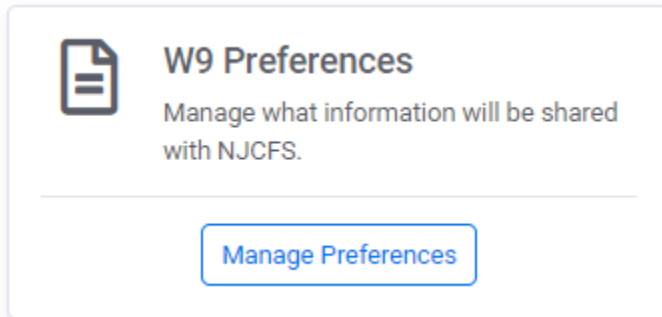 W9 Preferences
Manage what information will be shared
with NJCFS.
Manage Preferences